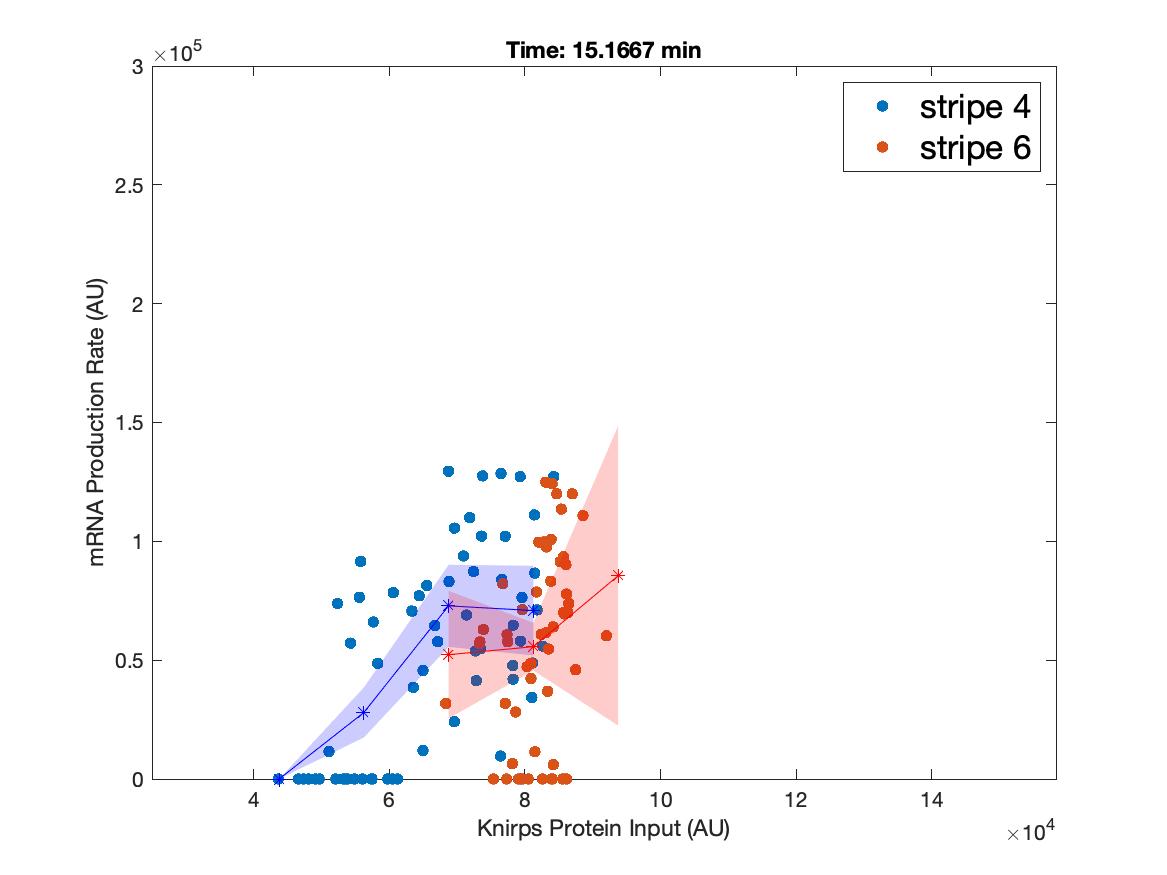 Time: 15.1667 min
×10^5
3
2.5
2
1.5
1
0.5
0
mRNA Production Rate (AU)
stripe 4
stripe 6
4 6 8 10 12 14
Knirps Protein Input (AU)
×10^4